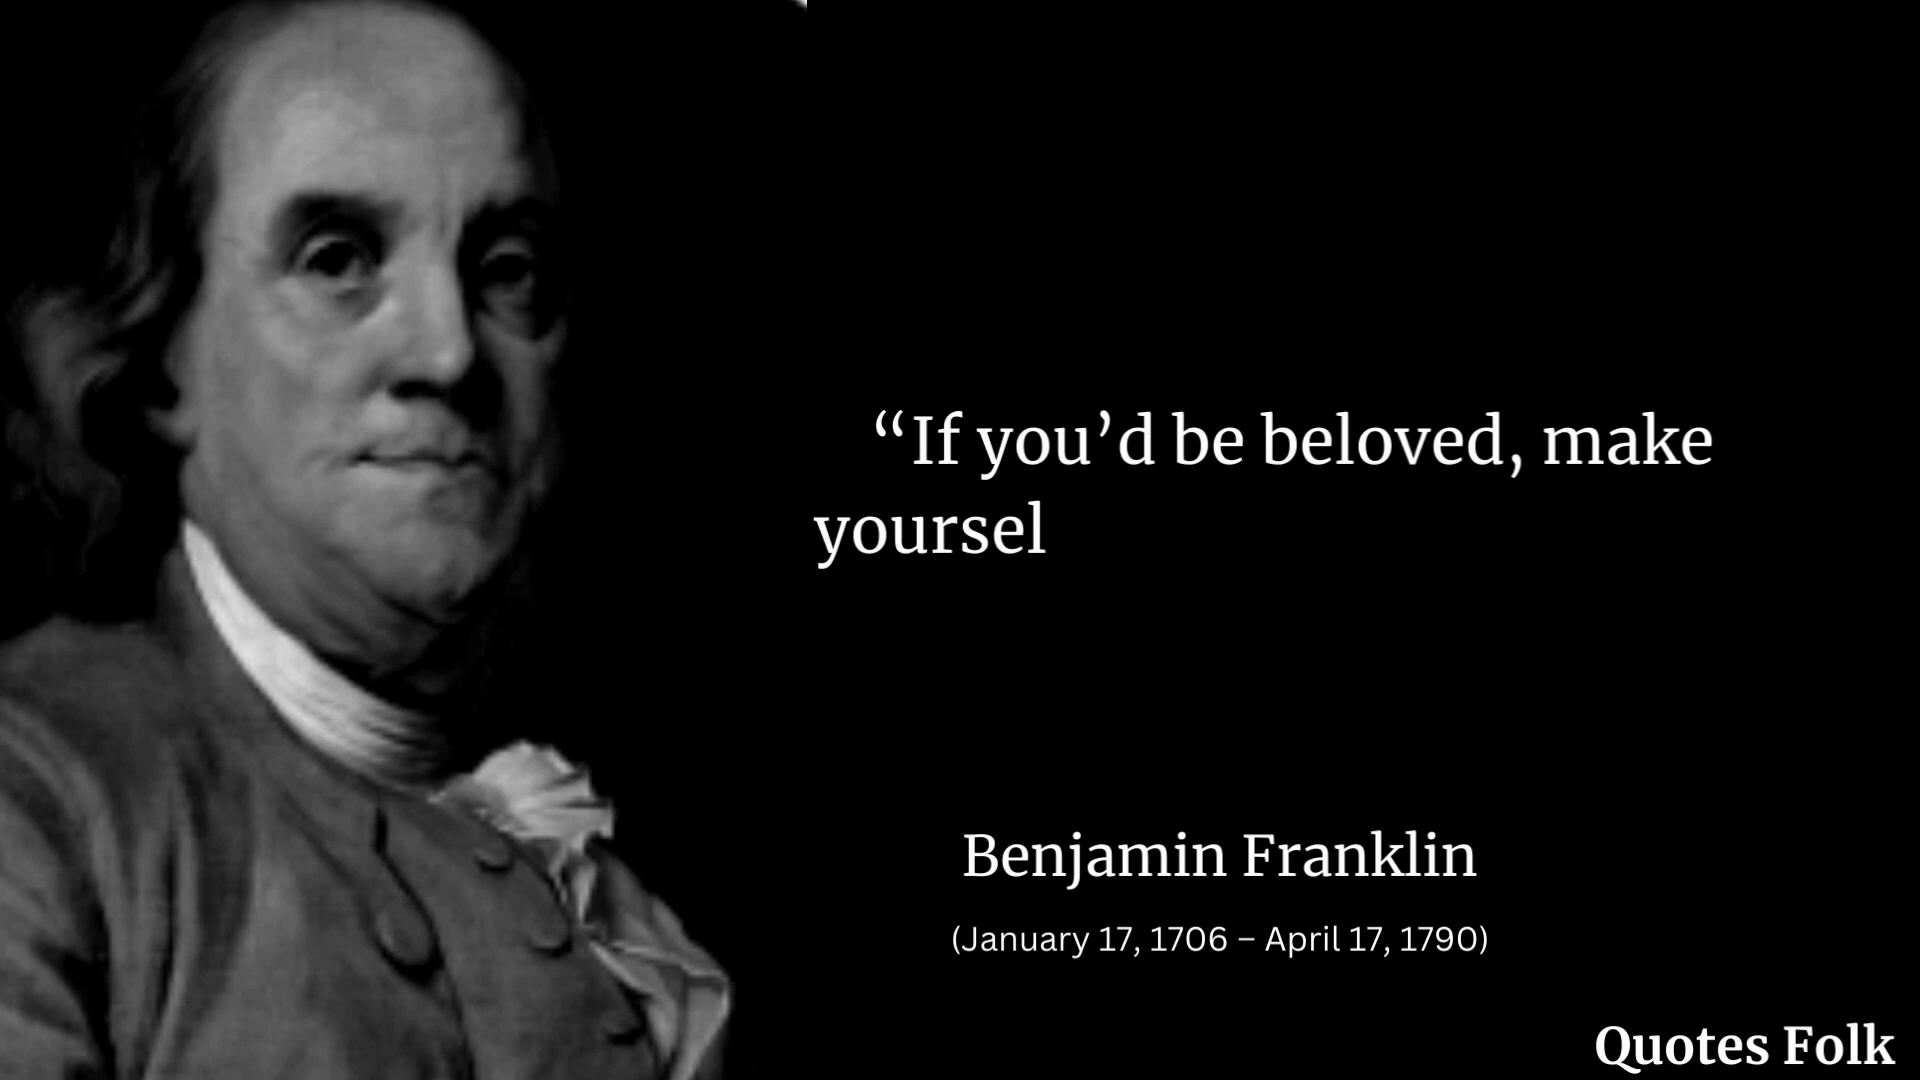 “If you’d be beloved, make
yoursel
Benjamin Franklin
(January 17, 1706 – April 17, 1790)
Quotes Folk